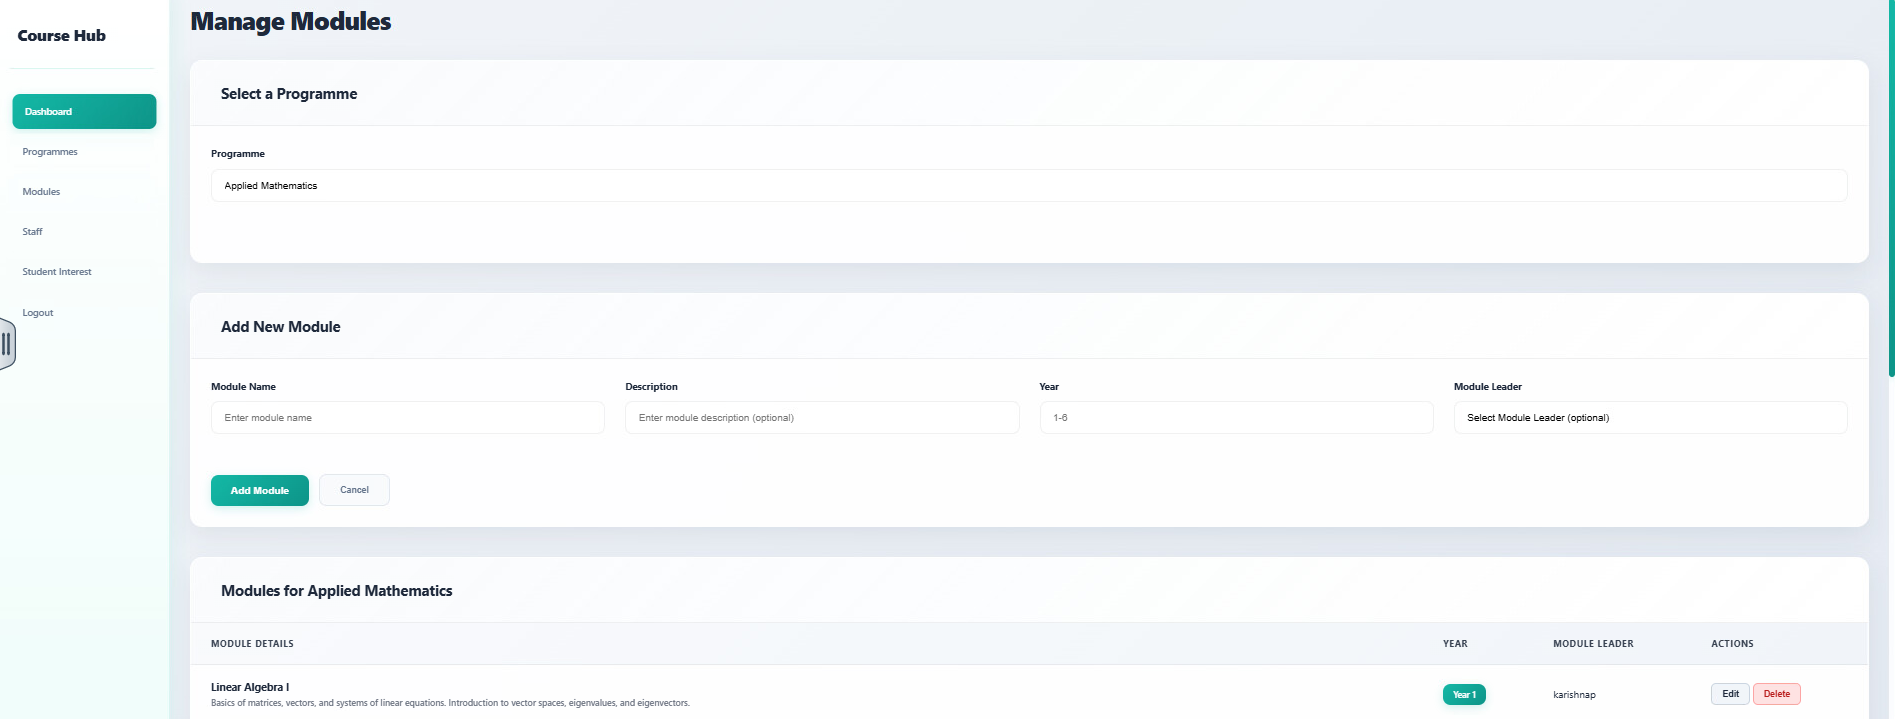 Course Hub
Dashboard
Programmes
Modules
Staff
Student Interest
Logout
Manage Modules
Select a Programme
Programme
Applied Mathematics
Add New Module
Module Name Description Year Module Leader
Enter module name Enter module description (optional) 1-6 Select Module Leader (optional)
Add Module Cancel
Modules for Applied Mathematics
MODULE DETAILS YEAR MODULE LEADER ACTIONS
Linear Algebra I
Basics of matrices, vectors, and systems of linear equations. Introduction to vector spaces, eigenvalues, and eigenvectors.
Year 1 karishnap Edit Delete